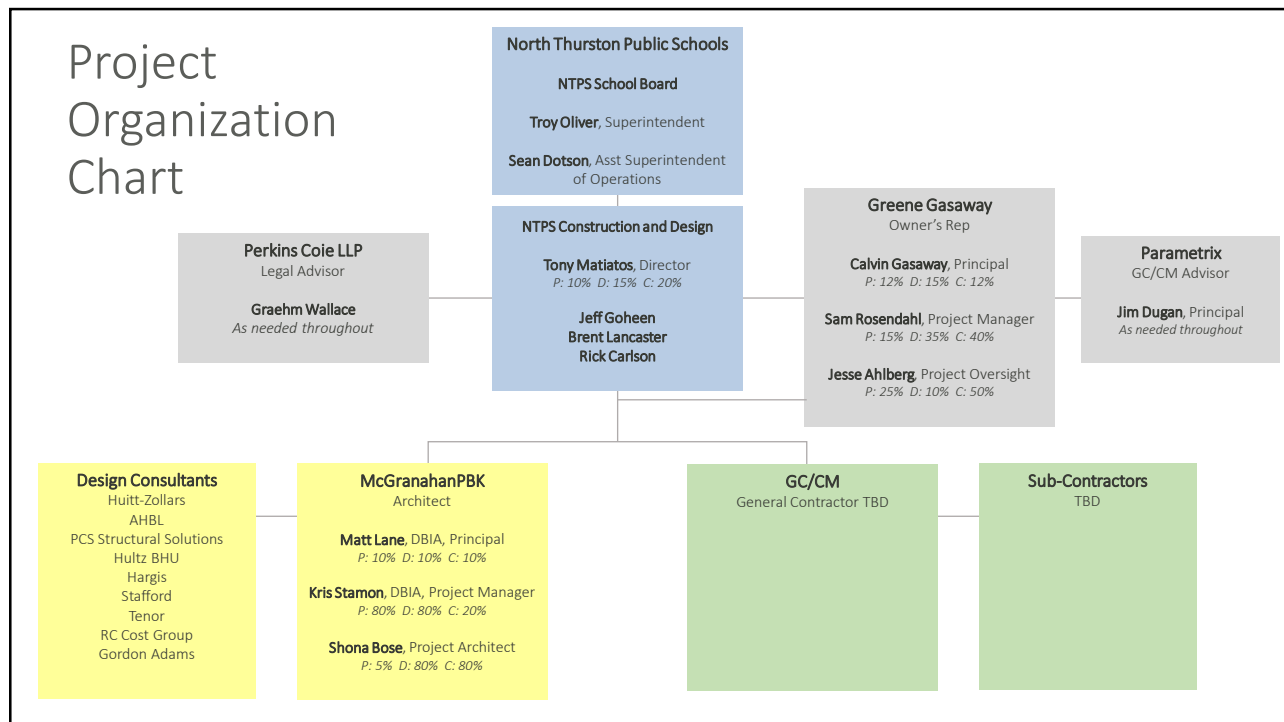 Project
Organization
Chart
North Thurston Public Schools
NTPS School Board
Troy Oliver, Superintendent
Sean Dotson, Asst Superintendent
of Operations
NTPS Construction and Design
Tony Matiatos, Director
P: 10% D: 15% C: 20%
Jeff Goheen
Brent Lancaster
Rick Carlson
Perkins Coie LLP
Legal Advisor
Graehm Wallace
As needed throughout
Greene Gasaway
Owner's Rep
Calvin Gasaway, Principal
P: 12% D: 15% C: 12%
Sam Rosendahl, Project Manager
P: 15% D: 35% C: 40%
Jesse Ahlberg, Project Oversight
P: 25% D: 10% C: 50%
Parametrix
GC/CM Advisor
Jim Dugan, Principal
As needed throughout
Design Consultants
Huitt-Zollars
AHBL
PCS Structural Solutions
Hultz BHU
Hargis
Stafford
Tenor
RC Cost Group
Gordon Adams
McGranahanPBK
Architect
Matt Lane, DBIA, Principal
P: 10% D: 10% C: 10%
Kris Stamon, DBIA, Project Manager
P: 80% D: 80% C: 20%
Shona Bose, Project Architect
P: 5% D: 80% C: 80%
GC/CM
General Contractor TBD
Sub-Contractors
TBD